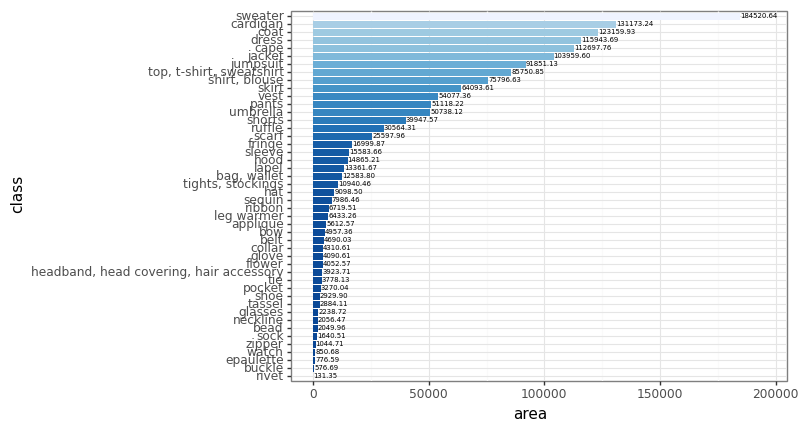 sweater 184520.64
cardigan 131173.24
coat 123159.93
dress 115943.69
cape 112697.76
jacket 103959.60
jumpsuit 91851.13
top, t-shirt, sweatshirt 85750.85
shirt, blouse 75796.63
skirt 64093.61
vest 54077.36
pants 51118.22
umbrella 50738.12
shorts 39947.57
ruffle 30564.31
scarf 25597.96
fringe 16999.87
sleeve 15583.66
hood 14865.21
lapel 13361.67
bag, wallet 12583.80
tights, stockings 10940.46
hat 9098.50
sequin 7986.46
ribbon 6719.51
leg warmer 6433.26
applique 5612.57
bow 4957.36
belt 4690.03
collar 4310.61
glove 4090.61
flower 4052.57
headband, head covering, hair accessory 3923.71
tie 3778.13
pocket 3270.04
shoe 2929.90
tassel 2884.11
glasses 2238.72
neckline 2056.47
bead 2049.96
sock 1640.51
zipper 1044.71
watch 850.68
epaulette 776.59
buckle 576.69
rivet 131.35
class
0 50000 100000 150000 200000
area